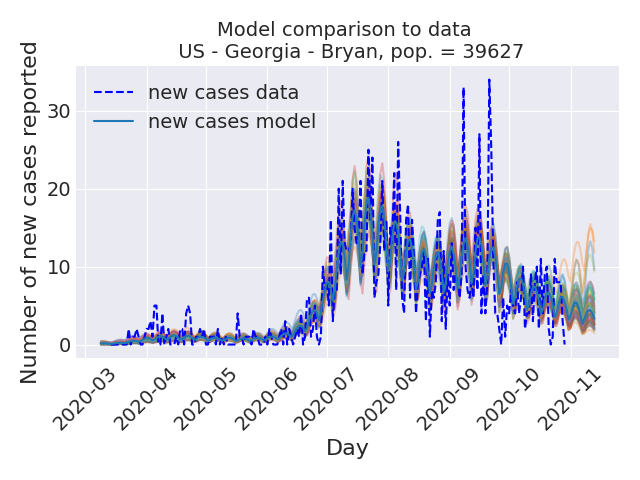 Model comparison to data
US - Georgia - Bryan, pop. = 39627
Number of new cases reported
30
20
10
0
new cases data
new cases model
2020-03
2020-04
2020-05
2020-06
2020-07
2020-08
2020-09
2020-10
2020-11
Day